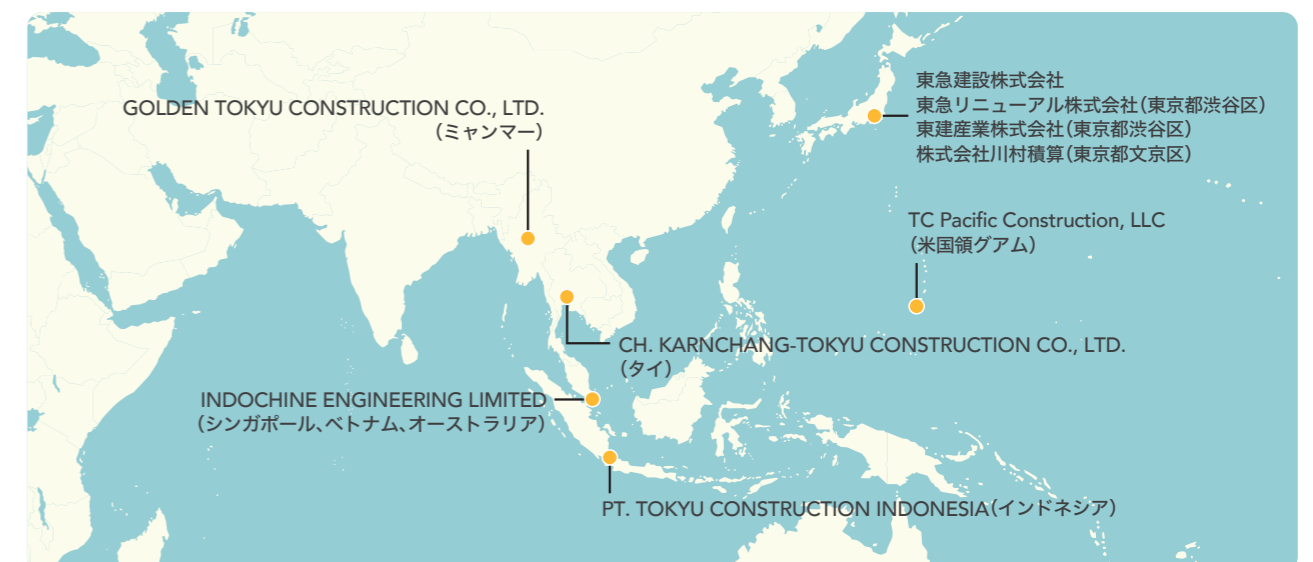 GOLDEN TOKYU CONSTRUCTION CO., LTD.
（ミャンマー）
東急建設株式会社
東急リニューアル株式会社（東京都渋谷区）
東建産業株式会社（東京都渋谷区）
株式会社川村積算（東京都文京区）
TC Pacific Construction, LLC
（米国領グアム）
CH. KARNCHANG-TOKYU CONSTRUCTION CO., LTD.
（タイ）
INDOCHINE ENGINEERING LIMITED
（シンガポール、ベトナム、オーストラリア）
PT. TOKYU CONSTRUCTION INDONESIA（インドネシア）